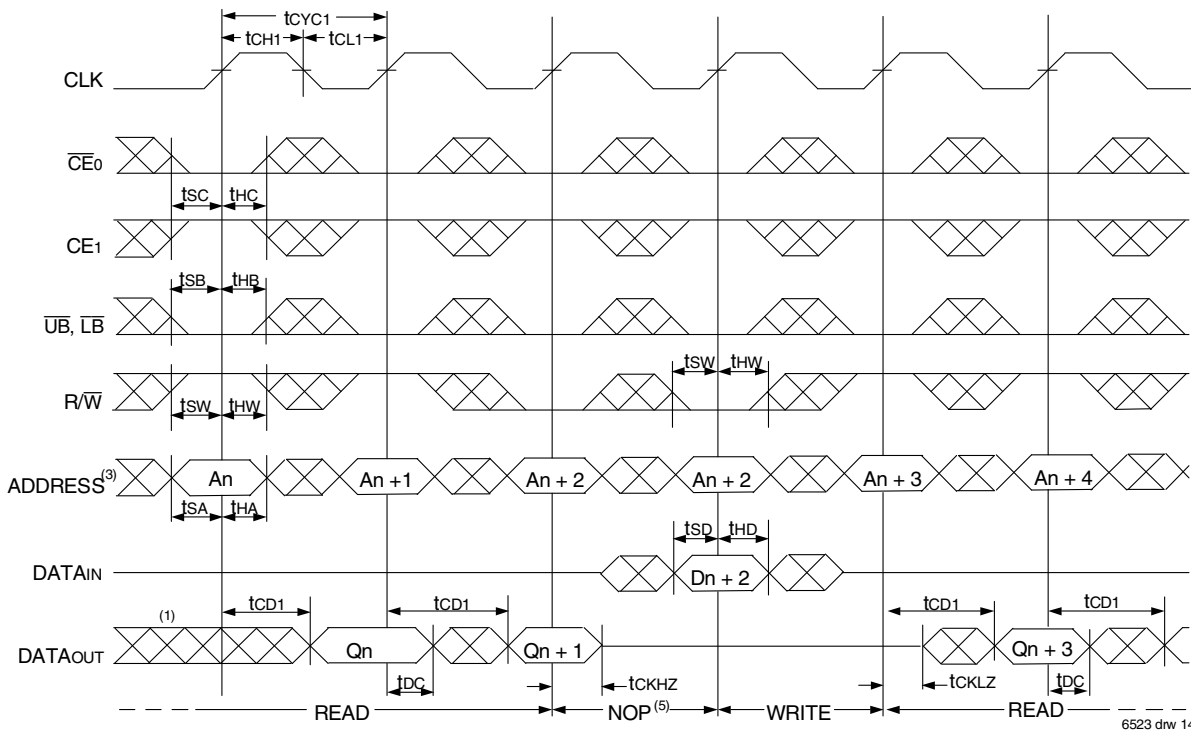 tCYC1
tCH1 tCL1
CLK
CE0
tSC tHC
CE1
tSB tHB
UB, LB
tSW tHW
R/W
tSW tHW
ADDRESS(3) An An +1 An + 2 An + 2 An + 3 An + 4
tSA tHA
tSD tHD
DATAIN Dn + 2
tCD1 tCD1 tCD1 tCD1
(1)
DATAOUT Qn Qn + 1 Qn + 3
tDC tCKHZ tCKLZ tDC
READ NOP(5) WRITE READ
6523 drw 14